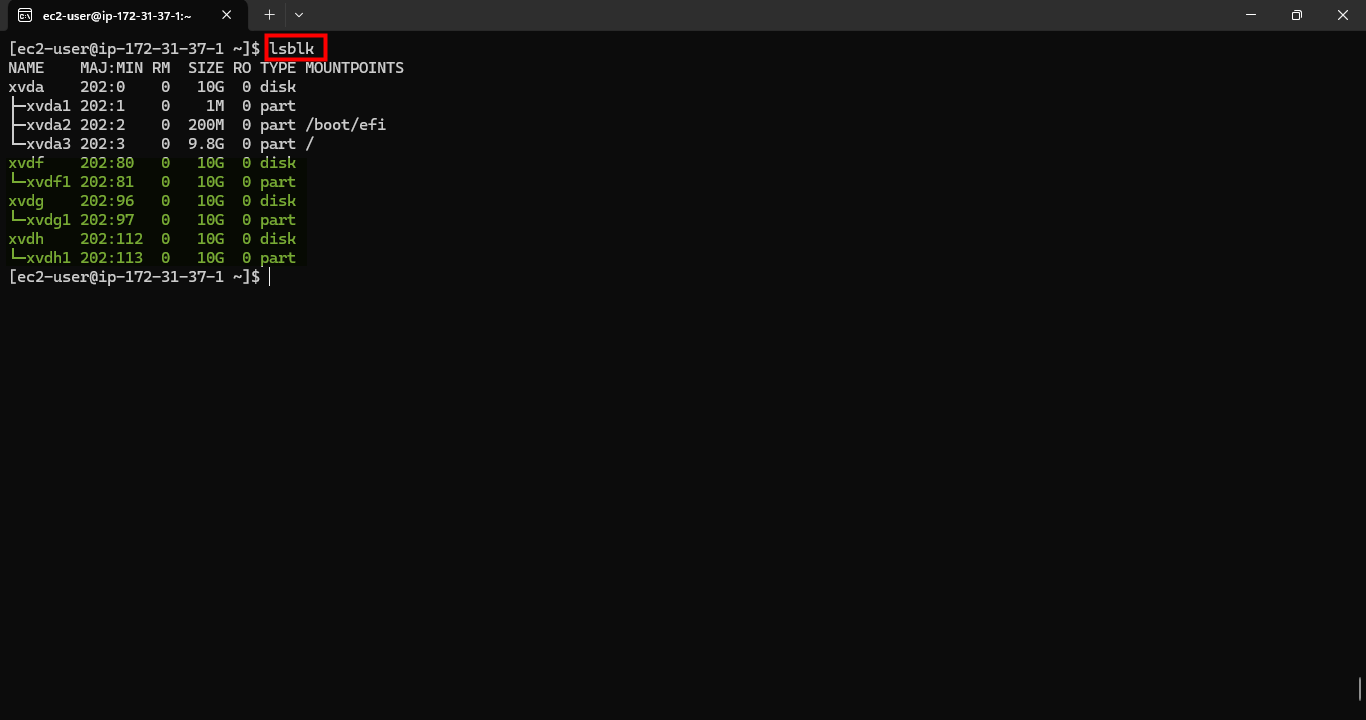 ec2-user@ip-172-31-37-1:~
[ec2-user@ip-172-31-37-1 ~]$ lsblk
NAME    MAJ:MIN RM  SIZE RO TYPE MOUNTPOINTS
xvda    202:0    0   10G  0 disk
├─xvda1 202:1    0    1M  0 part
├─xvda2 202:2    0  200M  0 part /boot/efi
└─xvda3 202:3    0  9.8G  0 part /
xvdf    202:80   0   10G  0 disk
└─xvdf1 202:81   0   10G  0 part
xvdg    202:96   0   10G  0 disk
└─xvdg1 202:97   0   10G  0 part
xvdh    202:112  0   10G  0 disk
└─xvdh1 202:113  0   10G  0 part
[ec2-user@ip-172-31-37-1 ~]$